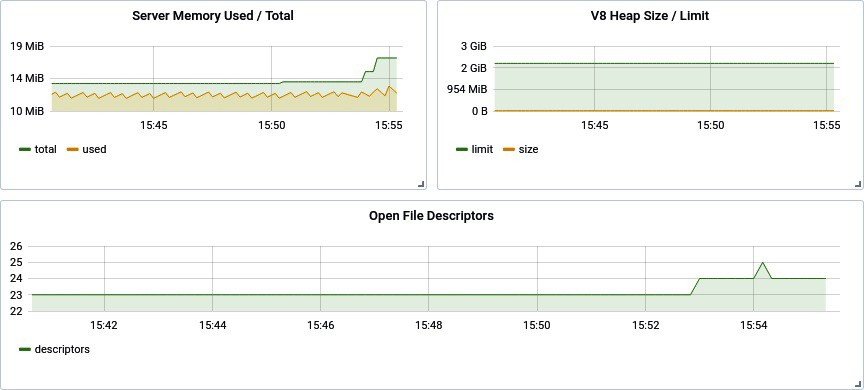 Server Memory Used / Total
19 MiB
14 MiB
10 MiB
15:45 15:50 15:55
total used
V8 Heap Size / Limit
3 GiB
2 GiB
954 MiB
0 B
15:45 15:50 15:55
limit size
Open File Descriptors
26
25
24
23
22
15:42 15:44 15:46 15:48 15:50 15:52 15:54
descriptors